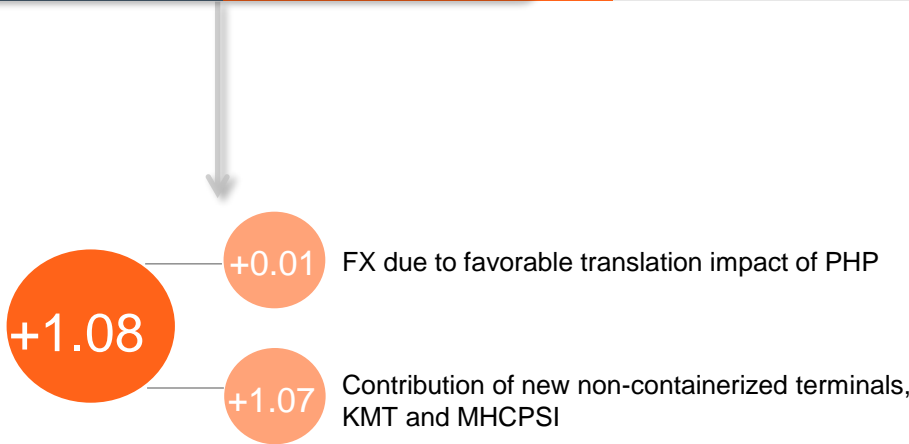 +0.01
FX due to favorable translation impact of PHP
+1.08
+1.07
Contribution of new non-containerized terminals,
KMT and MHCPSI